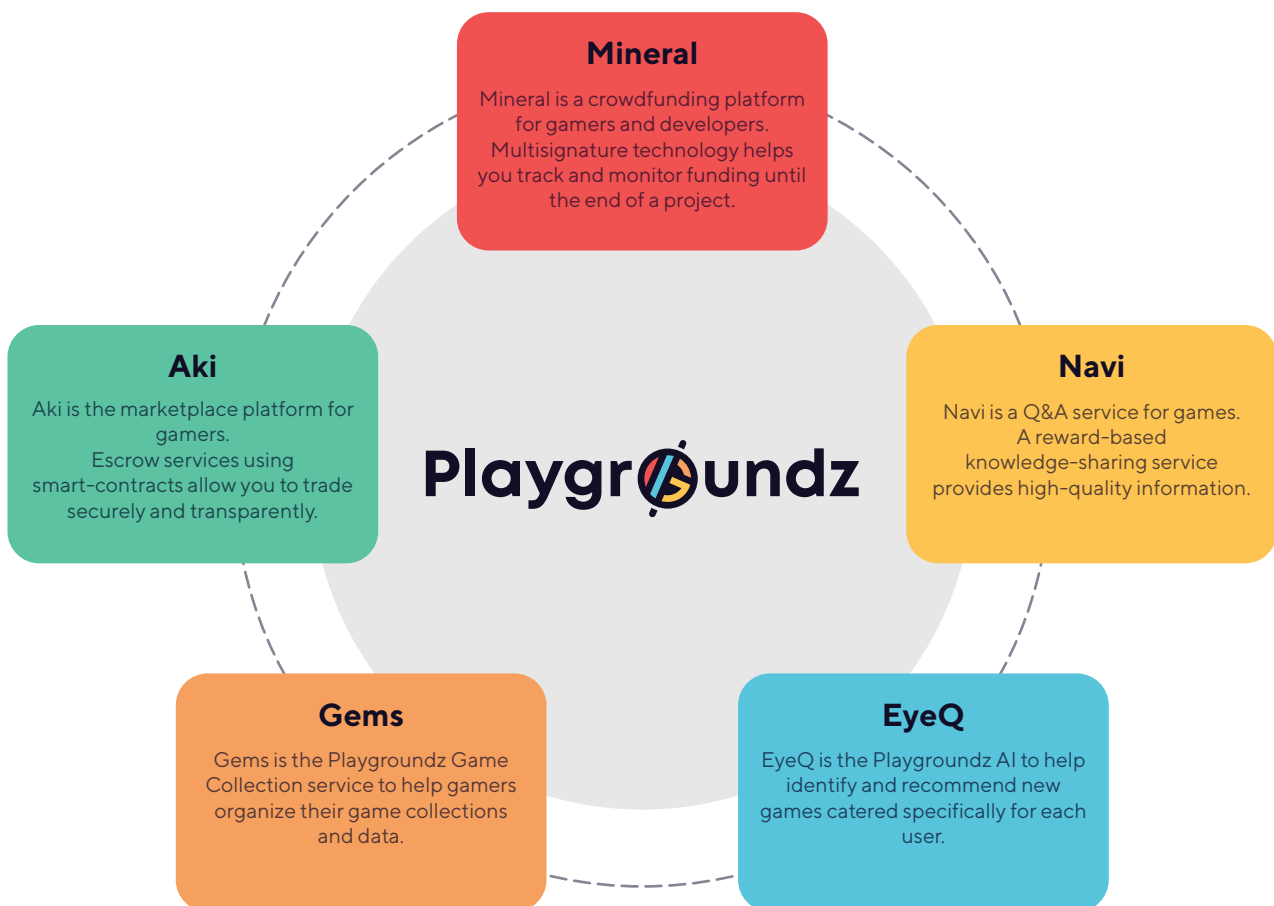 Mineral
Mineral is a crowdfunding platform
for gamers and developers.
Multisignature technology helps
you track and monitor funding until
the end of a project.
Aki
Aki is the marketplace platform for
gamers.
Escrow services using
smart-contracts allow you to trade
securely and transparently.
Playgroundz
Navi
Navi is a Q&A service for games.
A reward-based
knowledge-sharing service
provides high-quality information.
Gems
Gems is the Playgroundz Game
Collection service to help gamers
organize their game collections
and data.
EyeQ
EyeQ is the Playgroundz AI to help
identify and recommend new
games catered specifically for each
user.